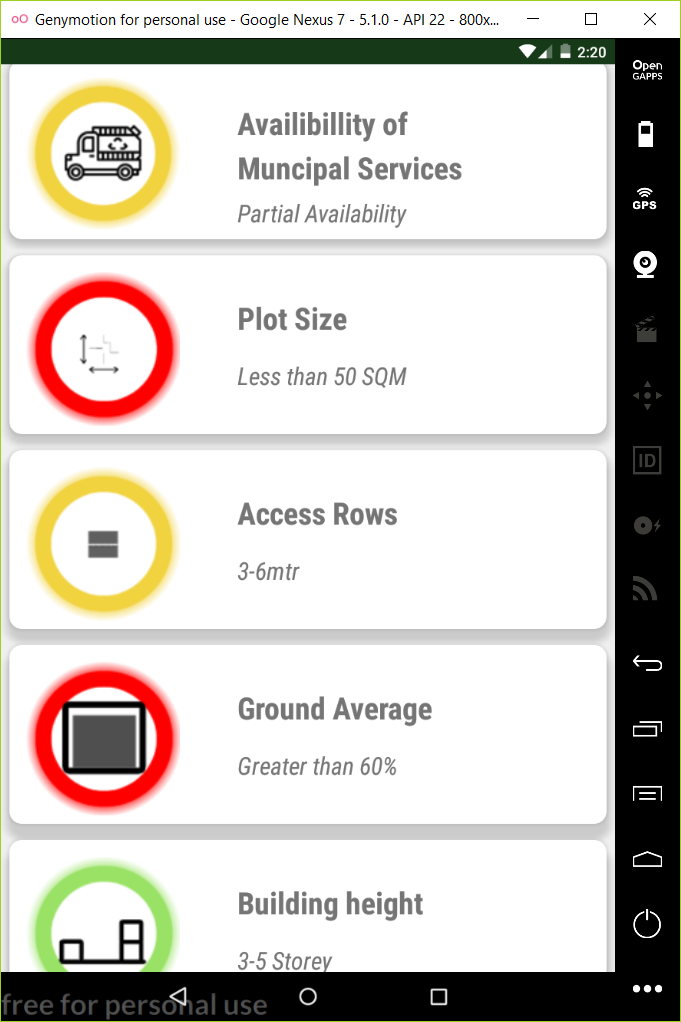 Genymotion for personal use - Google Nexus 7 - 5.1.0 - API 22 - 800x...
2:20
Open
GAPPS
Availibillity of
Muncipal Services
Partial Availability
GPS
Plot Size
Less than 50 SQM
ID
Access Rows
3-6mtr
Ground Average
Greater than 60%
Building height
3-5 Storey
free for personal use